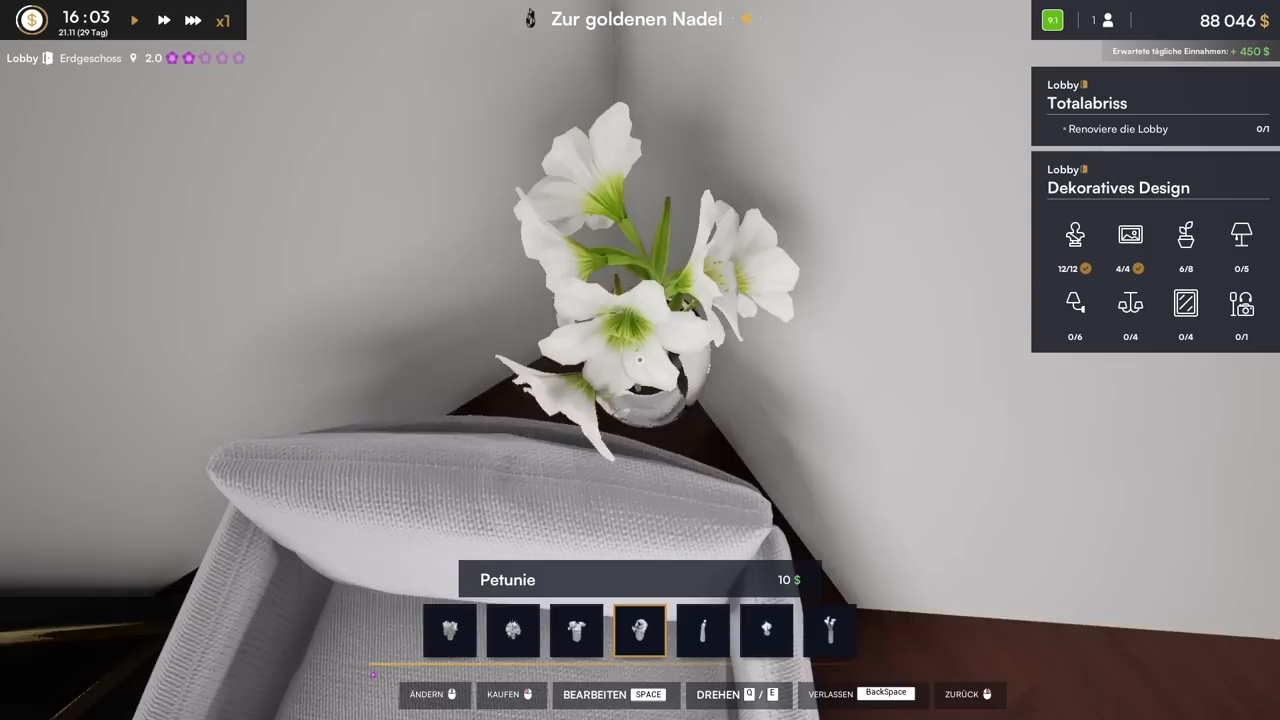 16:03
21.11 (29 Tag)
x1
Zur goldenen Nadel
9.1
1
88 046 $
Erwartete tägliche Einnahmen: + 450 $
Lobby Erdgeschoss 2.0
Lobby
Totalabriss
Renoviere die Lobby 0/1
Lobby
Dekoratives Design
12/12 4/4 6/8 0/5
0/6 0/4 0/4 0/1
Petunie 10 $
ÄNDERN KAUFEN BEARBEITEN SPACE DREHEN Q / E VERLASSEN BackSpace ZURÜCK